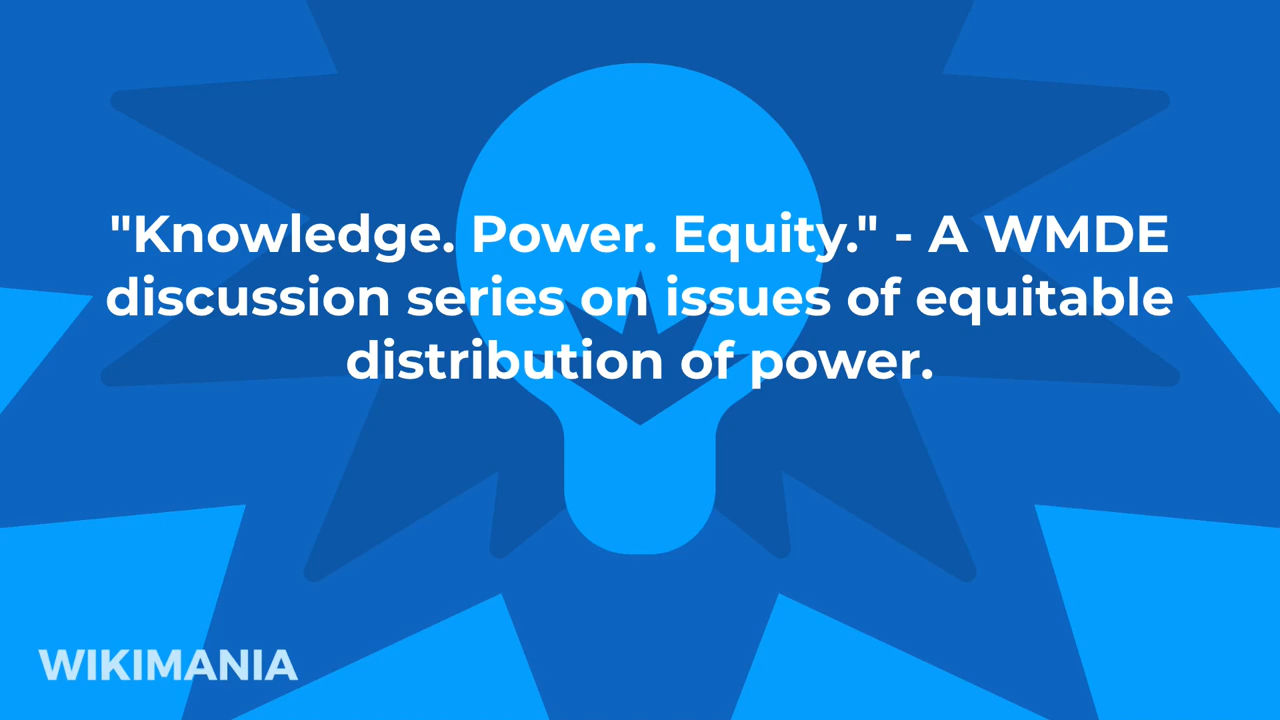 "Knowledge. Power. Equity." - A WMDE
discussion series on issues of equitable
distribution of power.
WIKIMANIA